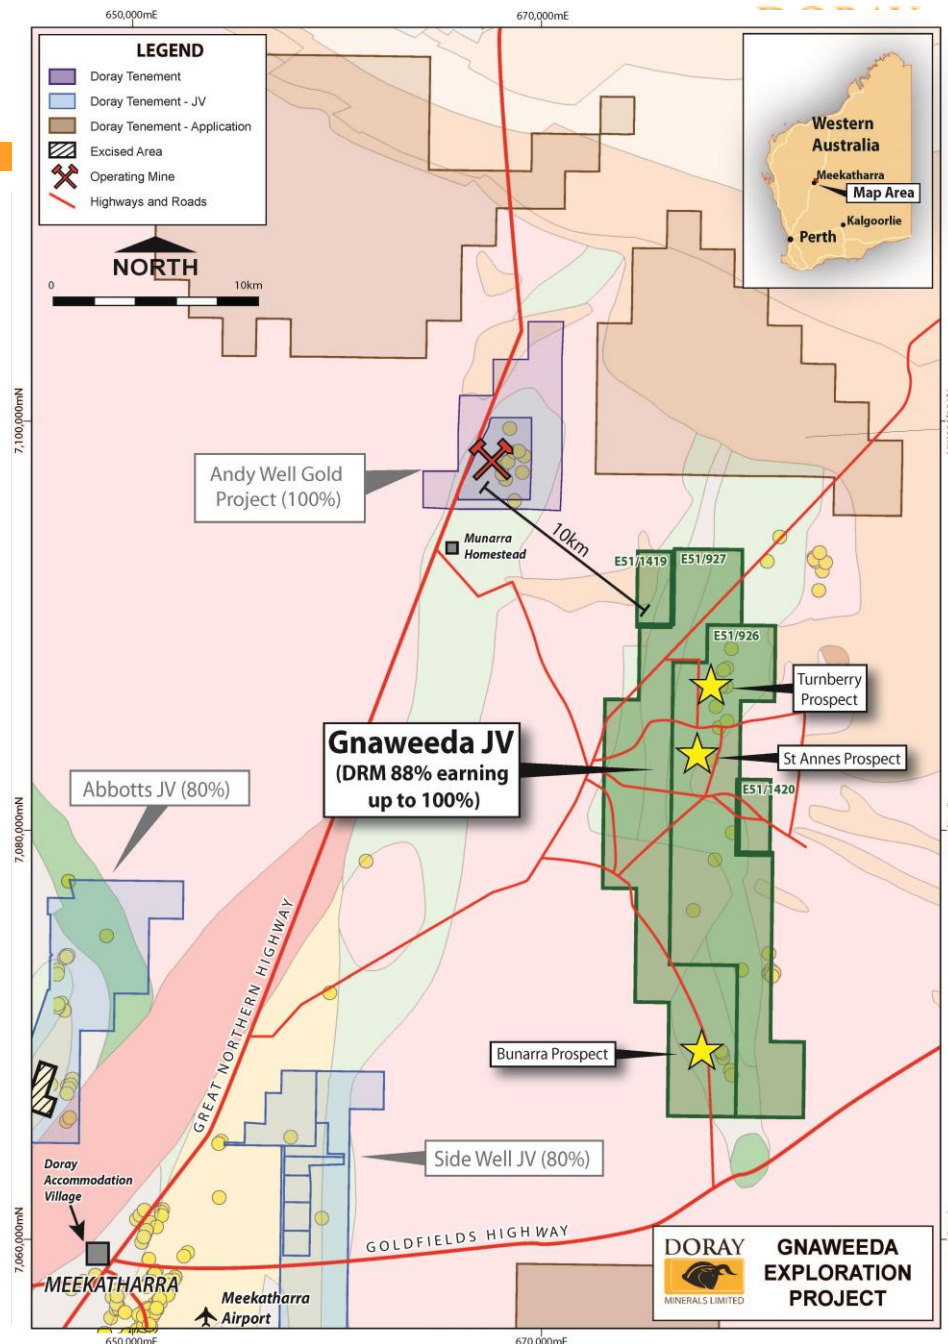 650,000mE
670,000mE
DORAY
LEGEND
Doray Tenement
Doray Tenement - JV
Doray Tenement - Application
Excised Area
Operating Mine
Highways and Roads
NORTH
0
10km
Western
Australia
Meekatharra
Map Area
Kalgoorlie
Perth
7,100,000mN
Andy Well Gold
Project (100%)
Munarra
Homestead
10km
E51/1419
E51/927
E51/926
Turnberry
Prospect
Gnaweeda JV
(DRM 88% earning
up to 100%)
St Annes Prospect
E51/1420
Abbotts JV (80%)
7,080,000mN
GREAT NORTHERN HIGHWAY
Bunarra Prospect
Side Well JV (80%)
Doray
Accommodation
Village
GOLDFIELDS HIGHWAY
7,060,000mN
MEEKATHARRA
Meekatharra
Airport
DORAY
MINERALS LIMITED
GNAWEEDA
EXPLORATION
PROJECT
650,000mE
670,000mE